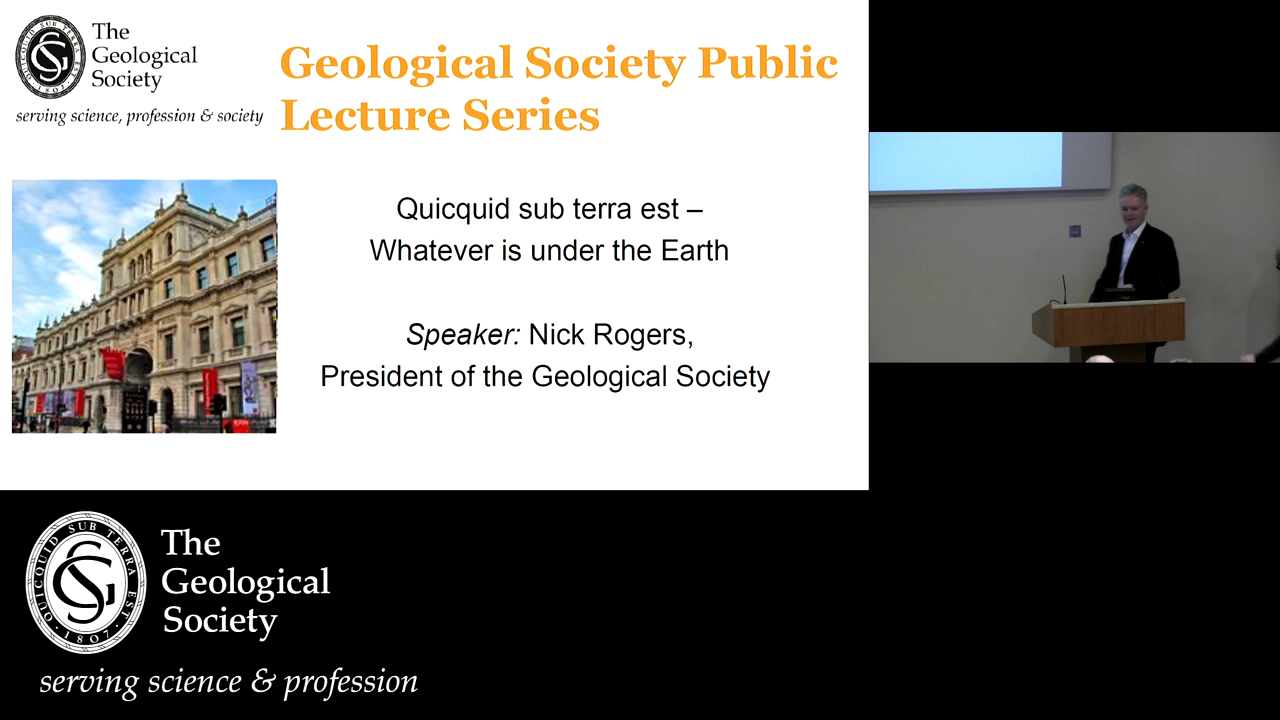 The
Geological
Society
serving science, profession & society
Geological Society Public
Lecture Series
Quicquid sub terra est –
Whatever is under the Earth
Speaker: Nick Rogers,
President of the Geological Society
QUICQUID SUB TERRA EST
· 1807 ·
The
Geological
Society
serving science & profession